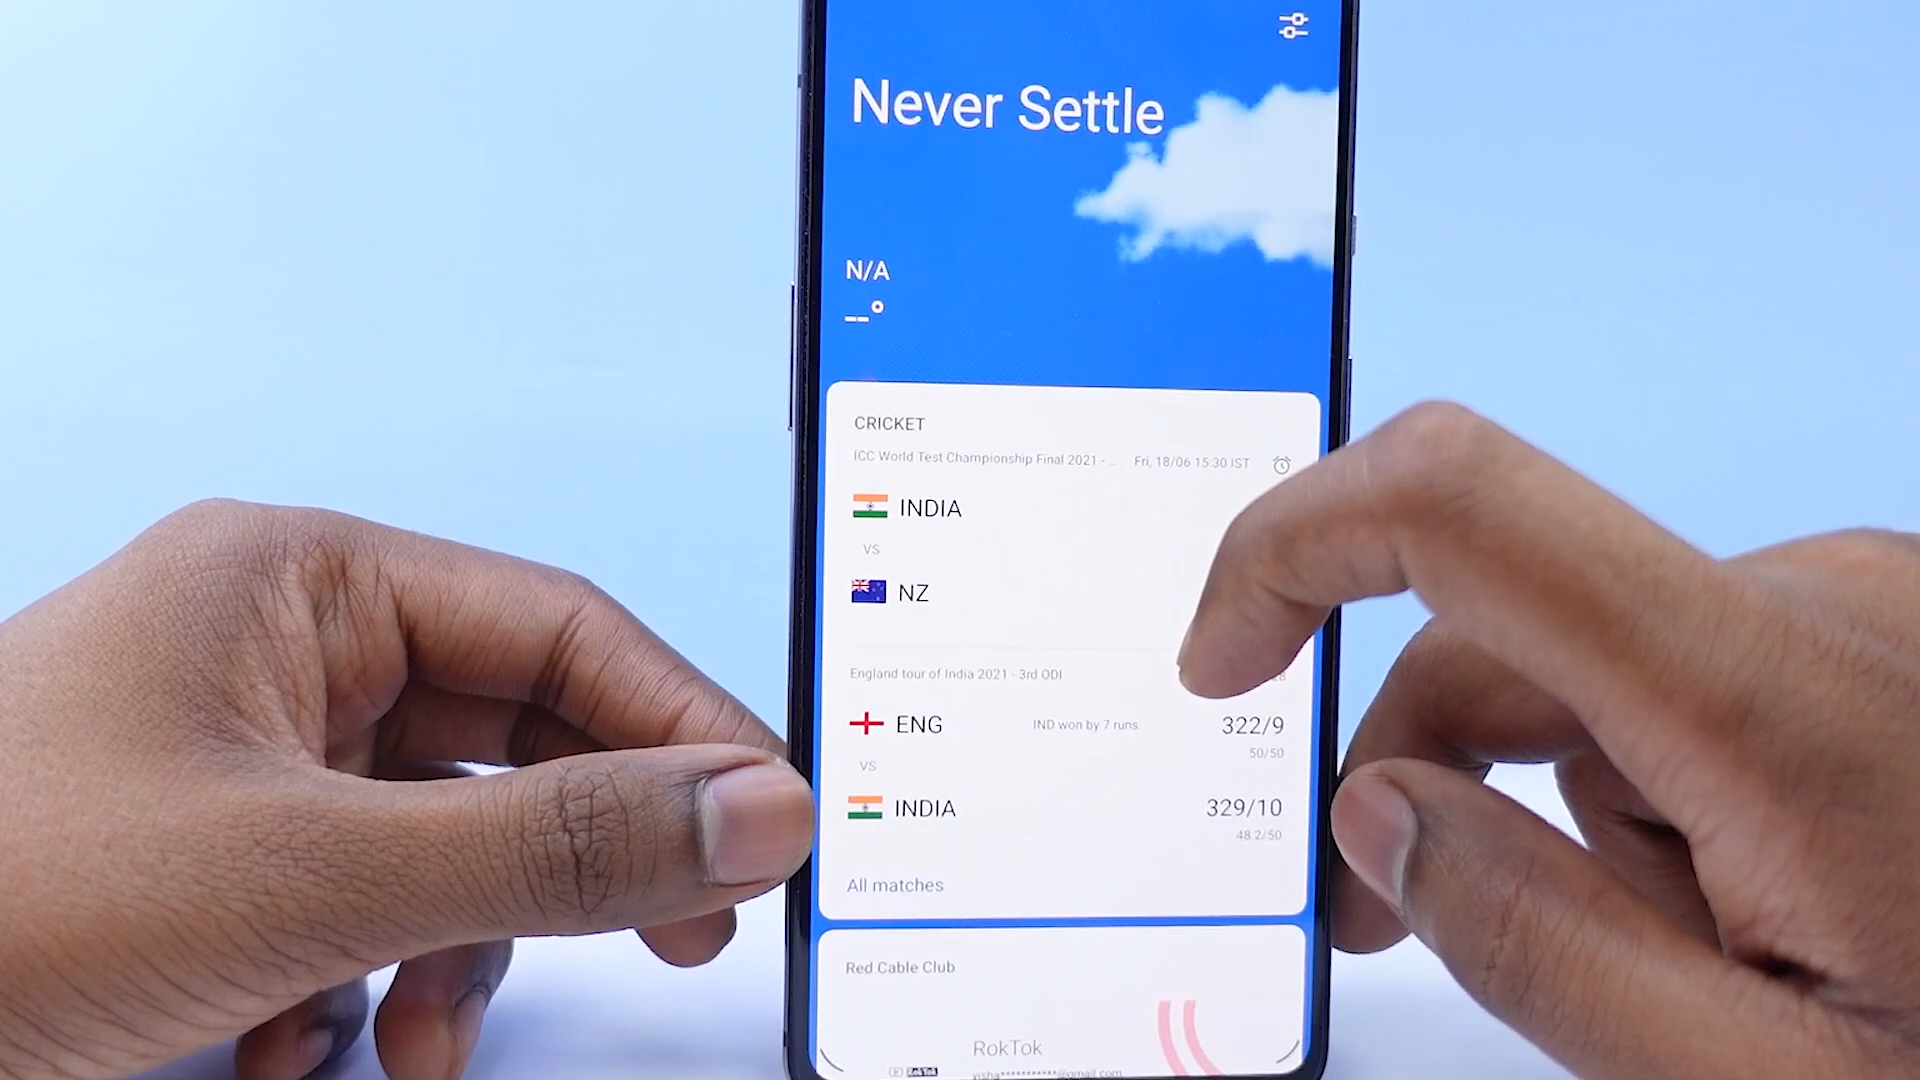 Never Settle
N/A
__°
CRICKET
ICC World Test Championship Final 2021 - ... Fri, 18/06 15:30 IST
INDIA
VS
NZ
England tour of India 2021 - 3rd ODI
ENG IND won by 7 runs 322/9
50/50
VS
INDIA 329/10
48.2/50
All matches
Red Cable Club
RokTok
RokTok